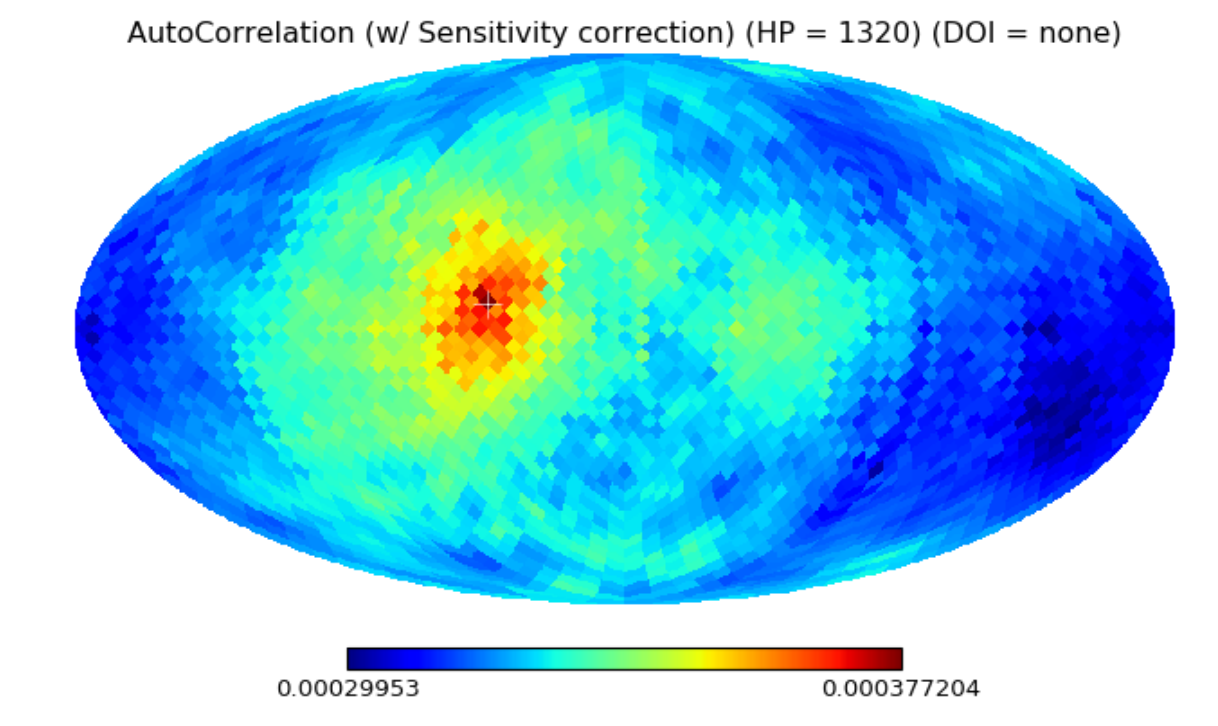 AutoCorrelation (w/ Sensitivity correction) (HP = 1320) (DOI = none)
0.00029953 0.000377204